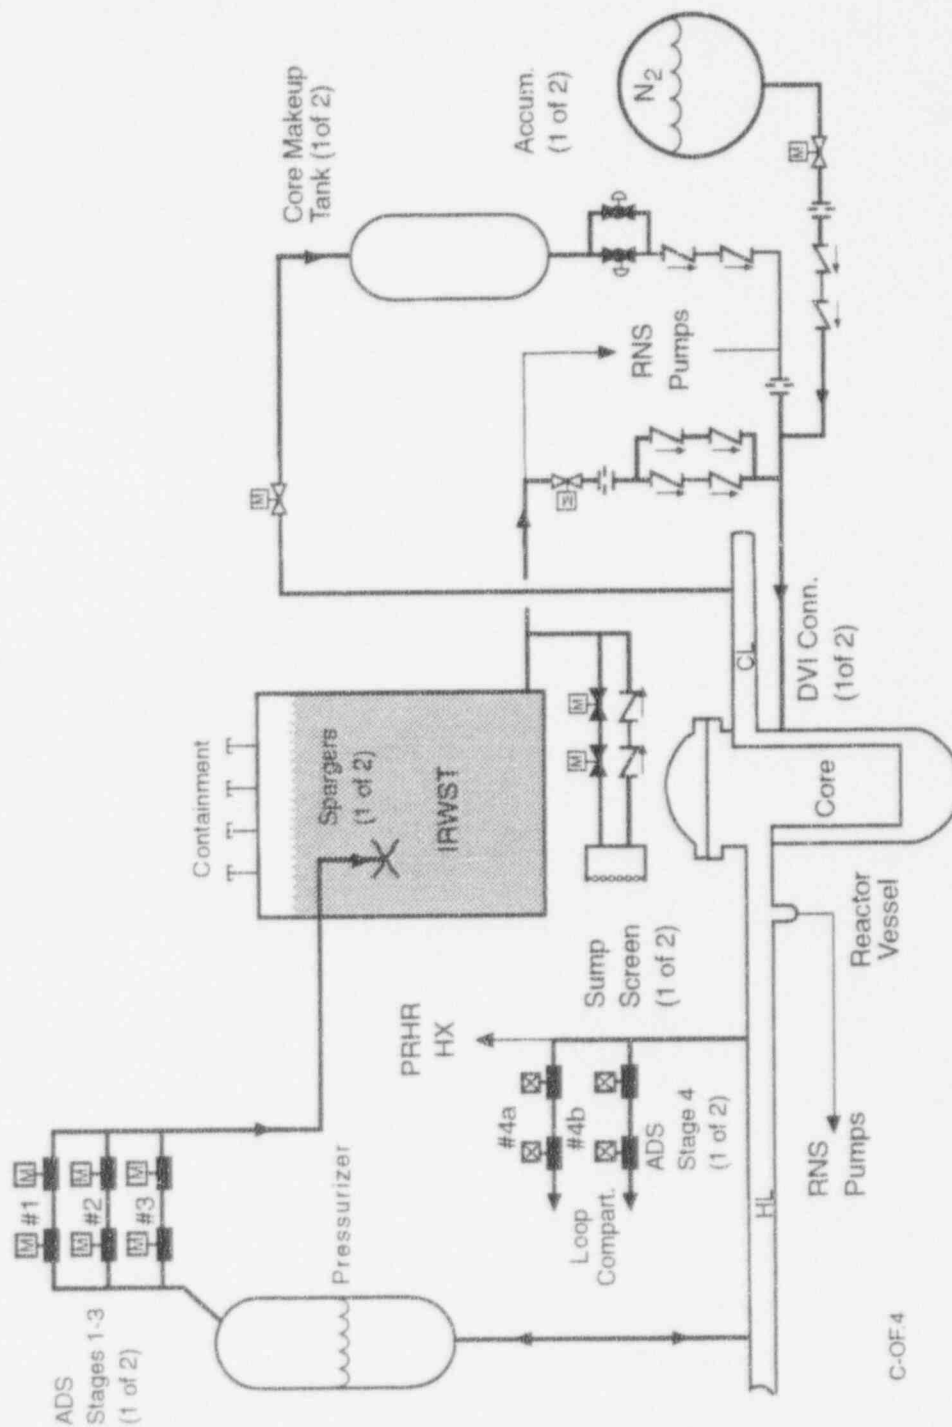 ADS
Stages 1-3
(1 of 2)
M
M
#1
M
M
#2
M
M
#3
Pressurizer
Containment
Spargers
(1 of 2)
IRWST
M
Core Makeup
Tank (1of 2)
D
D
Accum.
(1 of 2)
N2
M
PRHR
HX
#4a
#4b
ADS
Stage 4
(1 of 2)
Loop
Compart.
Sump
Screen
(1 of 2)
M
M
M
RNS
Pumps
HL
CL
DVI Conn.
(1of 2)
Core
Reactor
Vessel
RNS
Pumps
C-OF.4